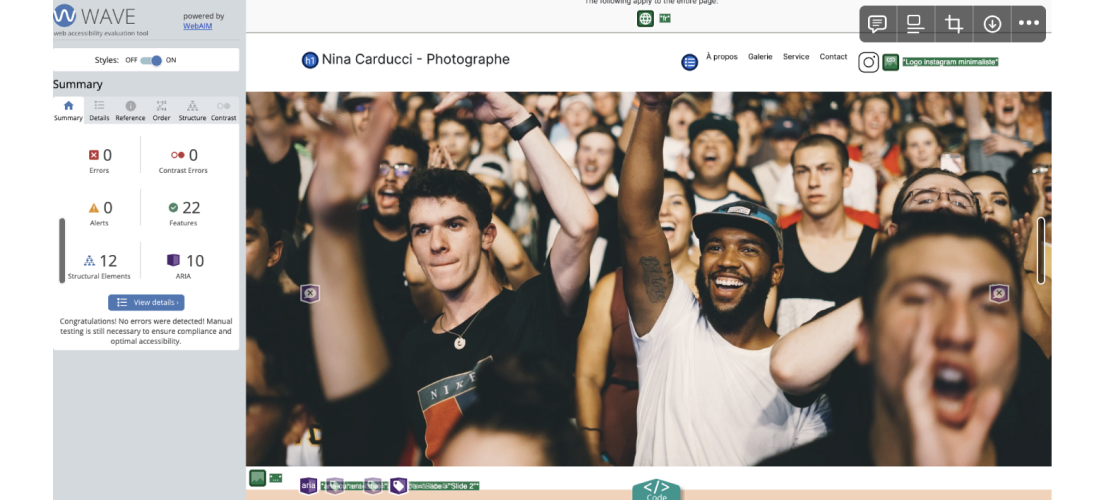 The following apply to the entire page:
"fr"
WAVE
web accessibility evaluation tool
powered by
WebAIM
Styles: OFF ON
Summary
Summary Details Reference Order Structure Contrast
0
Errors
0
Contrast Errors
0
Alerts
22
Features
12
Structural Elements
10
ARIA
View details ›
Congratulations! No errors were detected! Manual
testing is still necessary to ensure compliance and
optimal accessibility.
h1 Nina Carducci - Photographe
À propos Galerie Service Contact
"Logo instagram minimaliste"
NIKE
aria
"Slide 2"
</>
Code